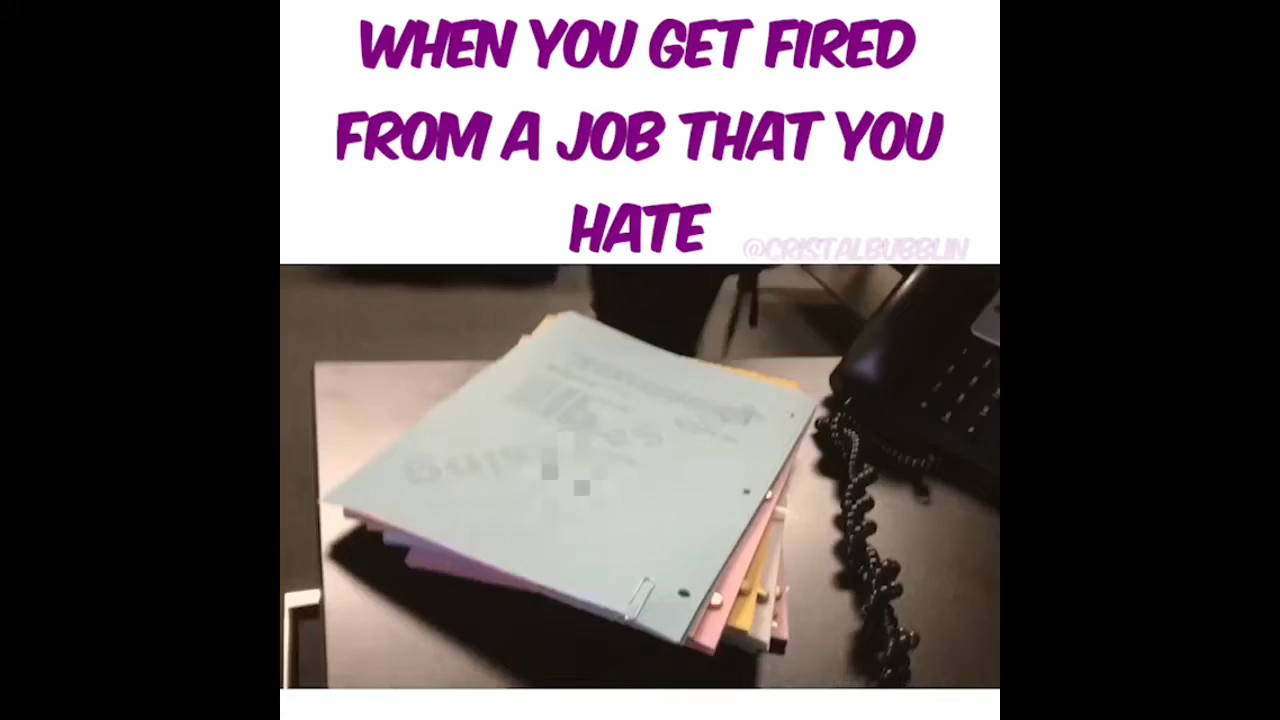 WHEN YOU GET FIRED
FROM A JOB THAT YOU
HATE
@CRISTALBUBBLIN